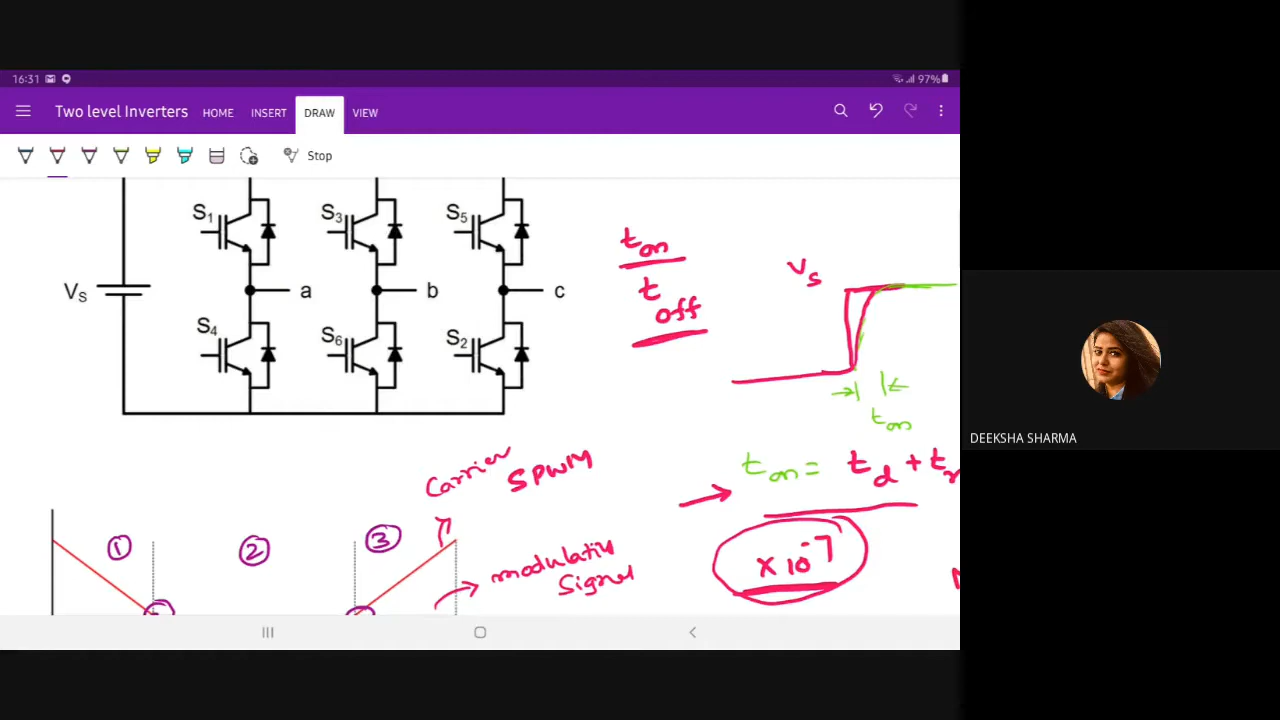 16:31 97%
Two level Inverters HOME INSERT DRAW VIEW
Stop
S1 S3 S5
VS a b c
S4 S6 S2
ton
toff
Vs
ton
ton = td + tr
× 10^-7
Carrier SPWM
modulating Signal
① ② ③
DEEKSHA SHARMA